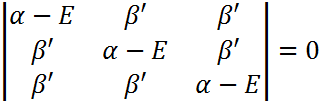 |α − E β′ β′|
|β′ α − E β′| = 0
|β′ β′ α − E|